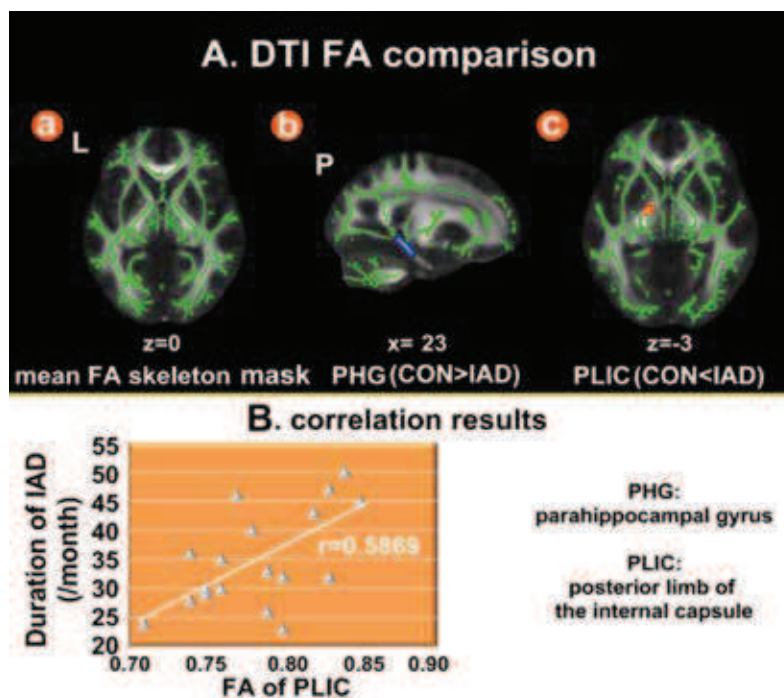 A. DTI FA comparison
a
b
c
L
P
z=0
x= 23
z=-3
mean FA skeleton mask
PHG(CON>IAD)
PLIC(CON<IAD)
B. correlation results
Duration of IAD
(/month)
55
50
45
40
35
30
25
20
r=0.5869
0.70
0.75
0.80
0.85
0.90
FA of PLIC
PHG:
parahippocampal gyrus
PLIC:
posterior limb of
the internal capsule